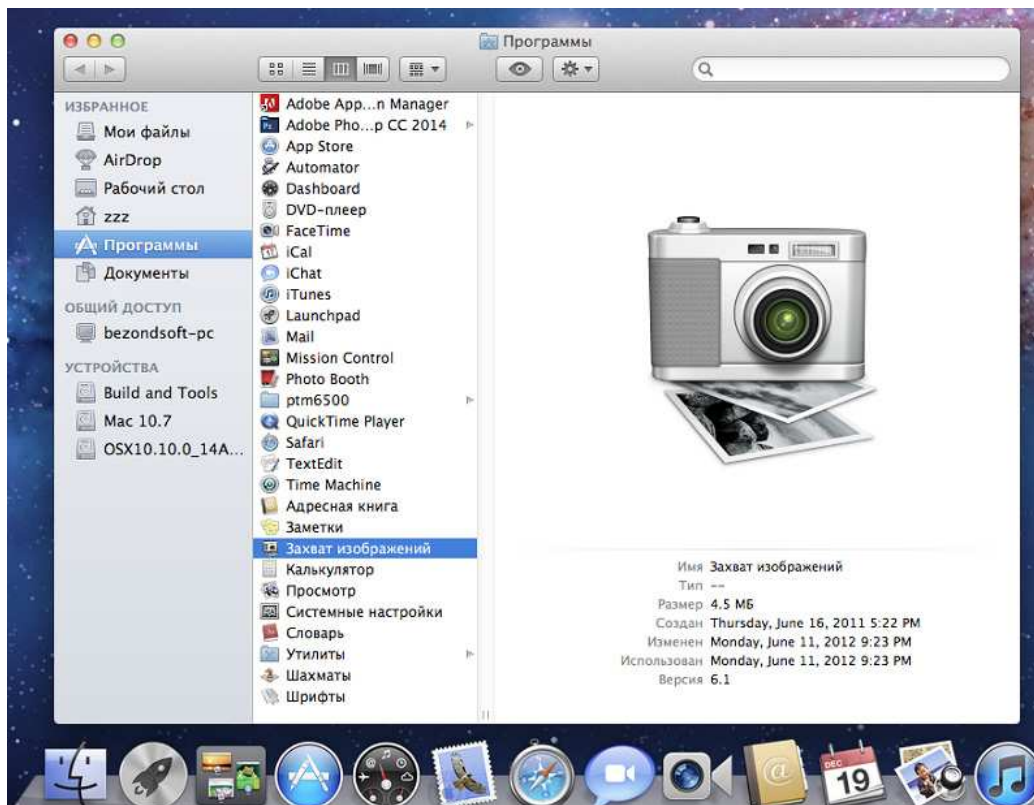 Программы
ИЗБРАННОЕ
Мои файлы
AirDrop
Рабочий стол
zzz
Программы
Документы
ОБЩИЙ ДОСТУП
bezondsoft-pc
УСТРОЙСТВА
Build and Tools
Mac 10.7
OSX10.10.0_14A...
Adobe App...n Manager
Adobe Pho...p CC 2014
App Store
Automator
Dashboard
DVD-плеер
FaceTime
iCal
iChat
iTunes
Launchpad
Mail
Mission Control
Photo Booth
ptm6500
QuickTime Player
Safari
TextEdit
Time Machine
Адресная книга
Заметки
Захват изображений
Калькулятор
Просмотр
Системные настройки
Словарь
Утилиты
Шахматы
Шрифты
Имя Захват изображений
Тип --
Размер 4.5 МБ
Создан Thursday, June 16, 2011 5:22 PM
Изменен Monday, June 11, 2012 9:23 PM
Использован Monday, June 11, 2012 9:23 PM
Версия 6.1
DEC
19